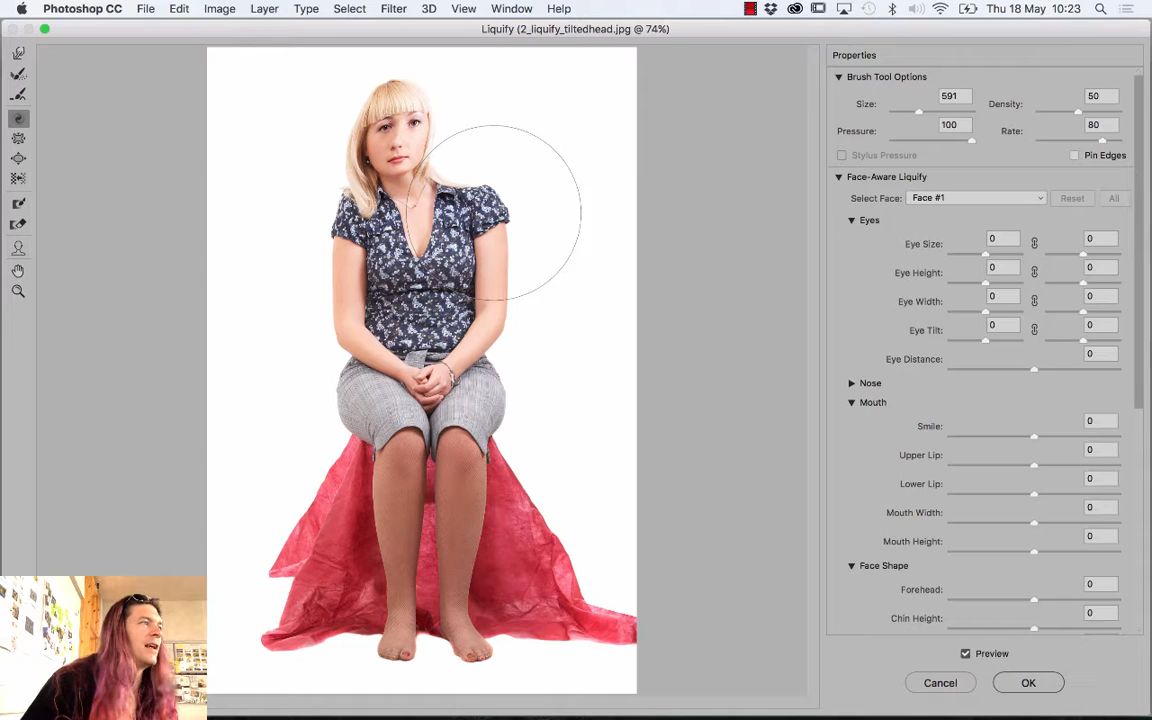 Photoshop CC File Edit Image Layer Type Select Filter 3D View Window Help Thu 18 May 10:23
Liquify (2_liquify_tiltedhead.jpg @ 74%)
Properties
Brush Tool Options
Size: 591 Density: 50
Pressure: 100 Rate: 80
Stylus Pressure Pin Edges
Face-Aware Liquify
Select Face: Face #1 Reset All
Eyes
Eye Size: 0 0
Eye Height: 0 0
Eye Width: 0 0
Eye Tilt: 0 0
Eye Distance: 0
Nose
Mouth
Smile: 0
Upper Lip: 0
Lower Lip: 0
Mouth Width: 0
Mouth Height: 0
Face Shape
Forehead: 0
Chin Height: 0
Preview
Cancel OK